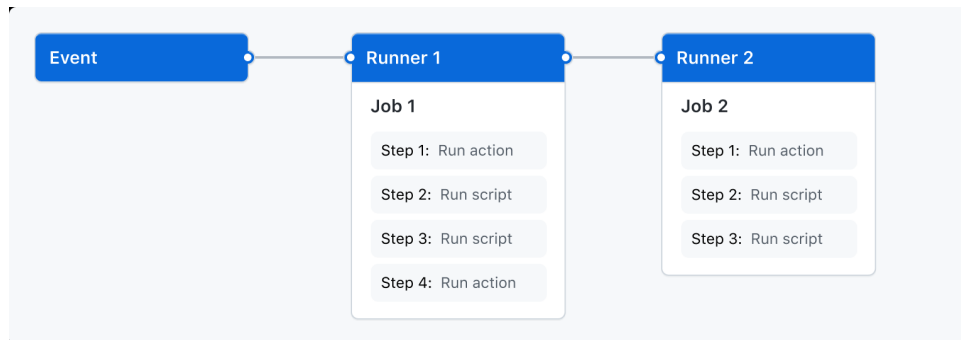 Event
Runner 1
Job 1
Step 1: Run action
Step 2: Run script
Step 3: Run script
Step 4: Run action
Runner 2
Job 2
Step 1: Run action
Step 2: Run script
Step 3: Run script